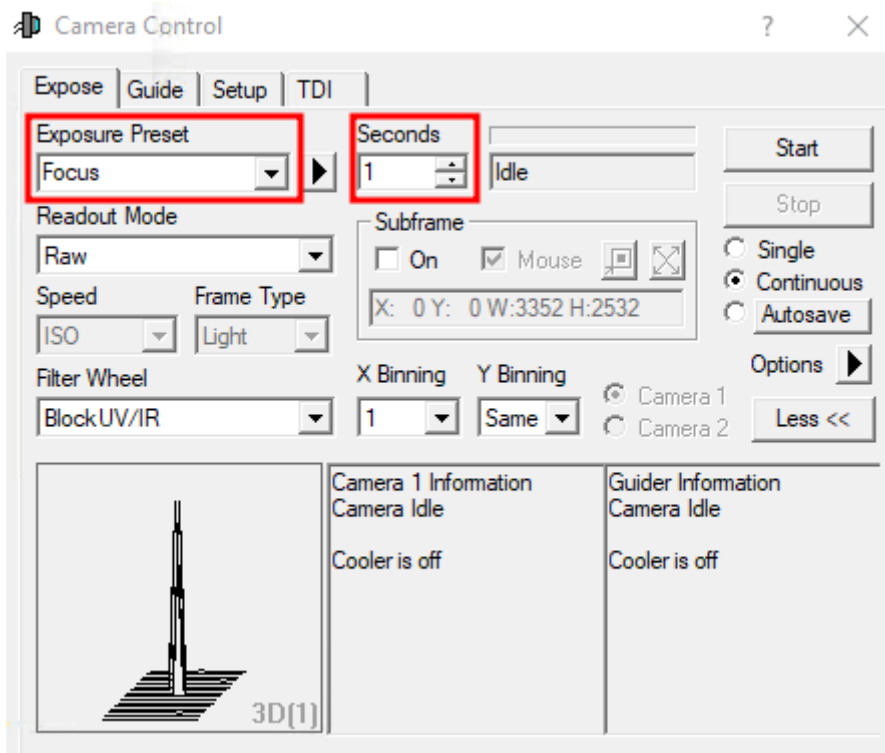 Camera Control
Expose Guide Setup TDI
Exposure Preset Seconds
Focus 1 Idle Start
Readout Mode Subframe Stop
Raw On Mouse Single
Continuous
Speed Frame Type X: 0 Y: 0 W:3352 H:2532 Autosave
ISO Light
Filter Wheel X Binning Y Binning Camera 1 Options
BlockUV/IR 1 Same Camera 2 Less <<
Camera 1 Information Guider Information
Camera Idle Camera Idle
Cooler is off Cooler is off
3D(1)